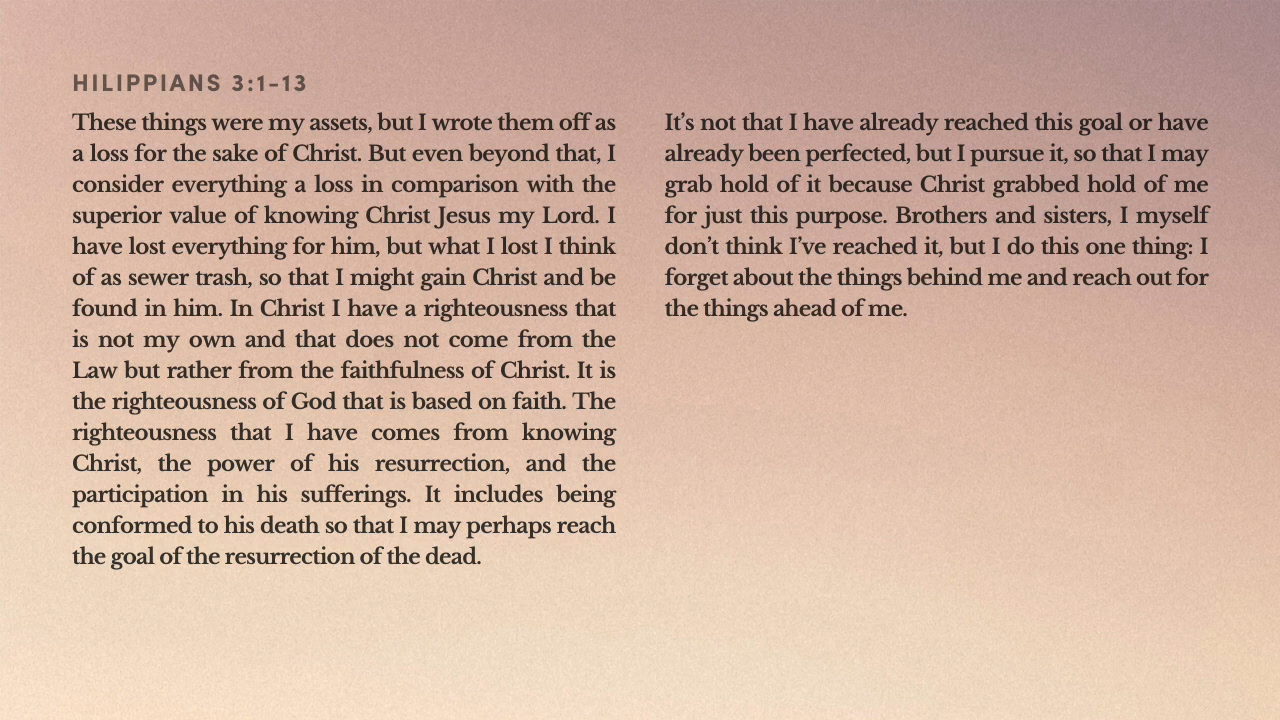 HILIPPIANS 3:1–13
These things were my assets, but I wrote them off as
a loss for the sake of Christ. But even beyond that, I
consider everything a loss in comparison with the
superior value of knowing Christ Jesus my Lord. I
have lost everything for him, but what I lost I think
of as sewer trash, so that I might gain Christ and be
found in him. In Christ I have a righteousness that
is not my own and that does not come from the
Law but rather from the faithfulness of Christ. It is
the righteousness of God that is based on faith. The
righteousness that I have comes from knowing
Christ, the power of his resurrection, and the
participation in his sufferings. It includes being
conformed to his death so that I may perhaps reach
the goal of the resurrection of the dead.
It’s not that I have already reached this goal or have
already been perfected, but I pursue it, so that I may
grab hold of it because Christ grabbed hold of me
for just this purpose. Brothers and sisters, I myself
don’t think I’ve reached it, but I do this one thing: I
forget about the things behind me and reach out for
the things ahead of me.